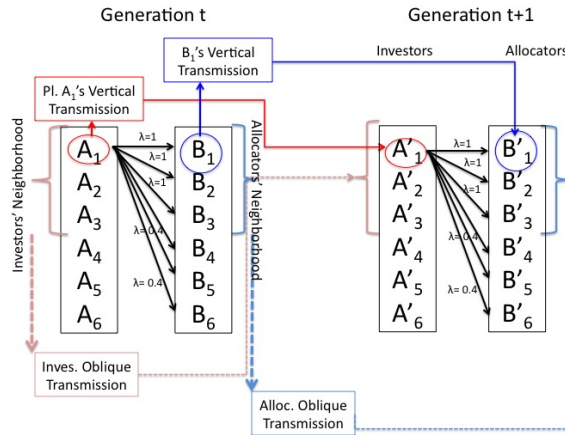 Generation t
Generation t+1
B1's Vertical
Transmission
Investors
Allocators
Pl. A1's Vertical
Transmission
Investors' Neighborhood
Allocators' Neighborhood
A1
A2
A3
A4
A5
A6
λ=1
λ=1
λ=1
λ= 0.4
λ= 0.4
B1
B2
B3
B4
B5
B6
A'1
A'2
A'3
A'4
A'5
A'6
λ=1
λ=1
λ=1
λ= 0.4
λ= 0.4
B'1
B'2
B'3
B'4
B'5
B'6
Inves. Oblique
Transmission
Alloc. Oblique
Transmission